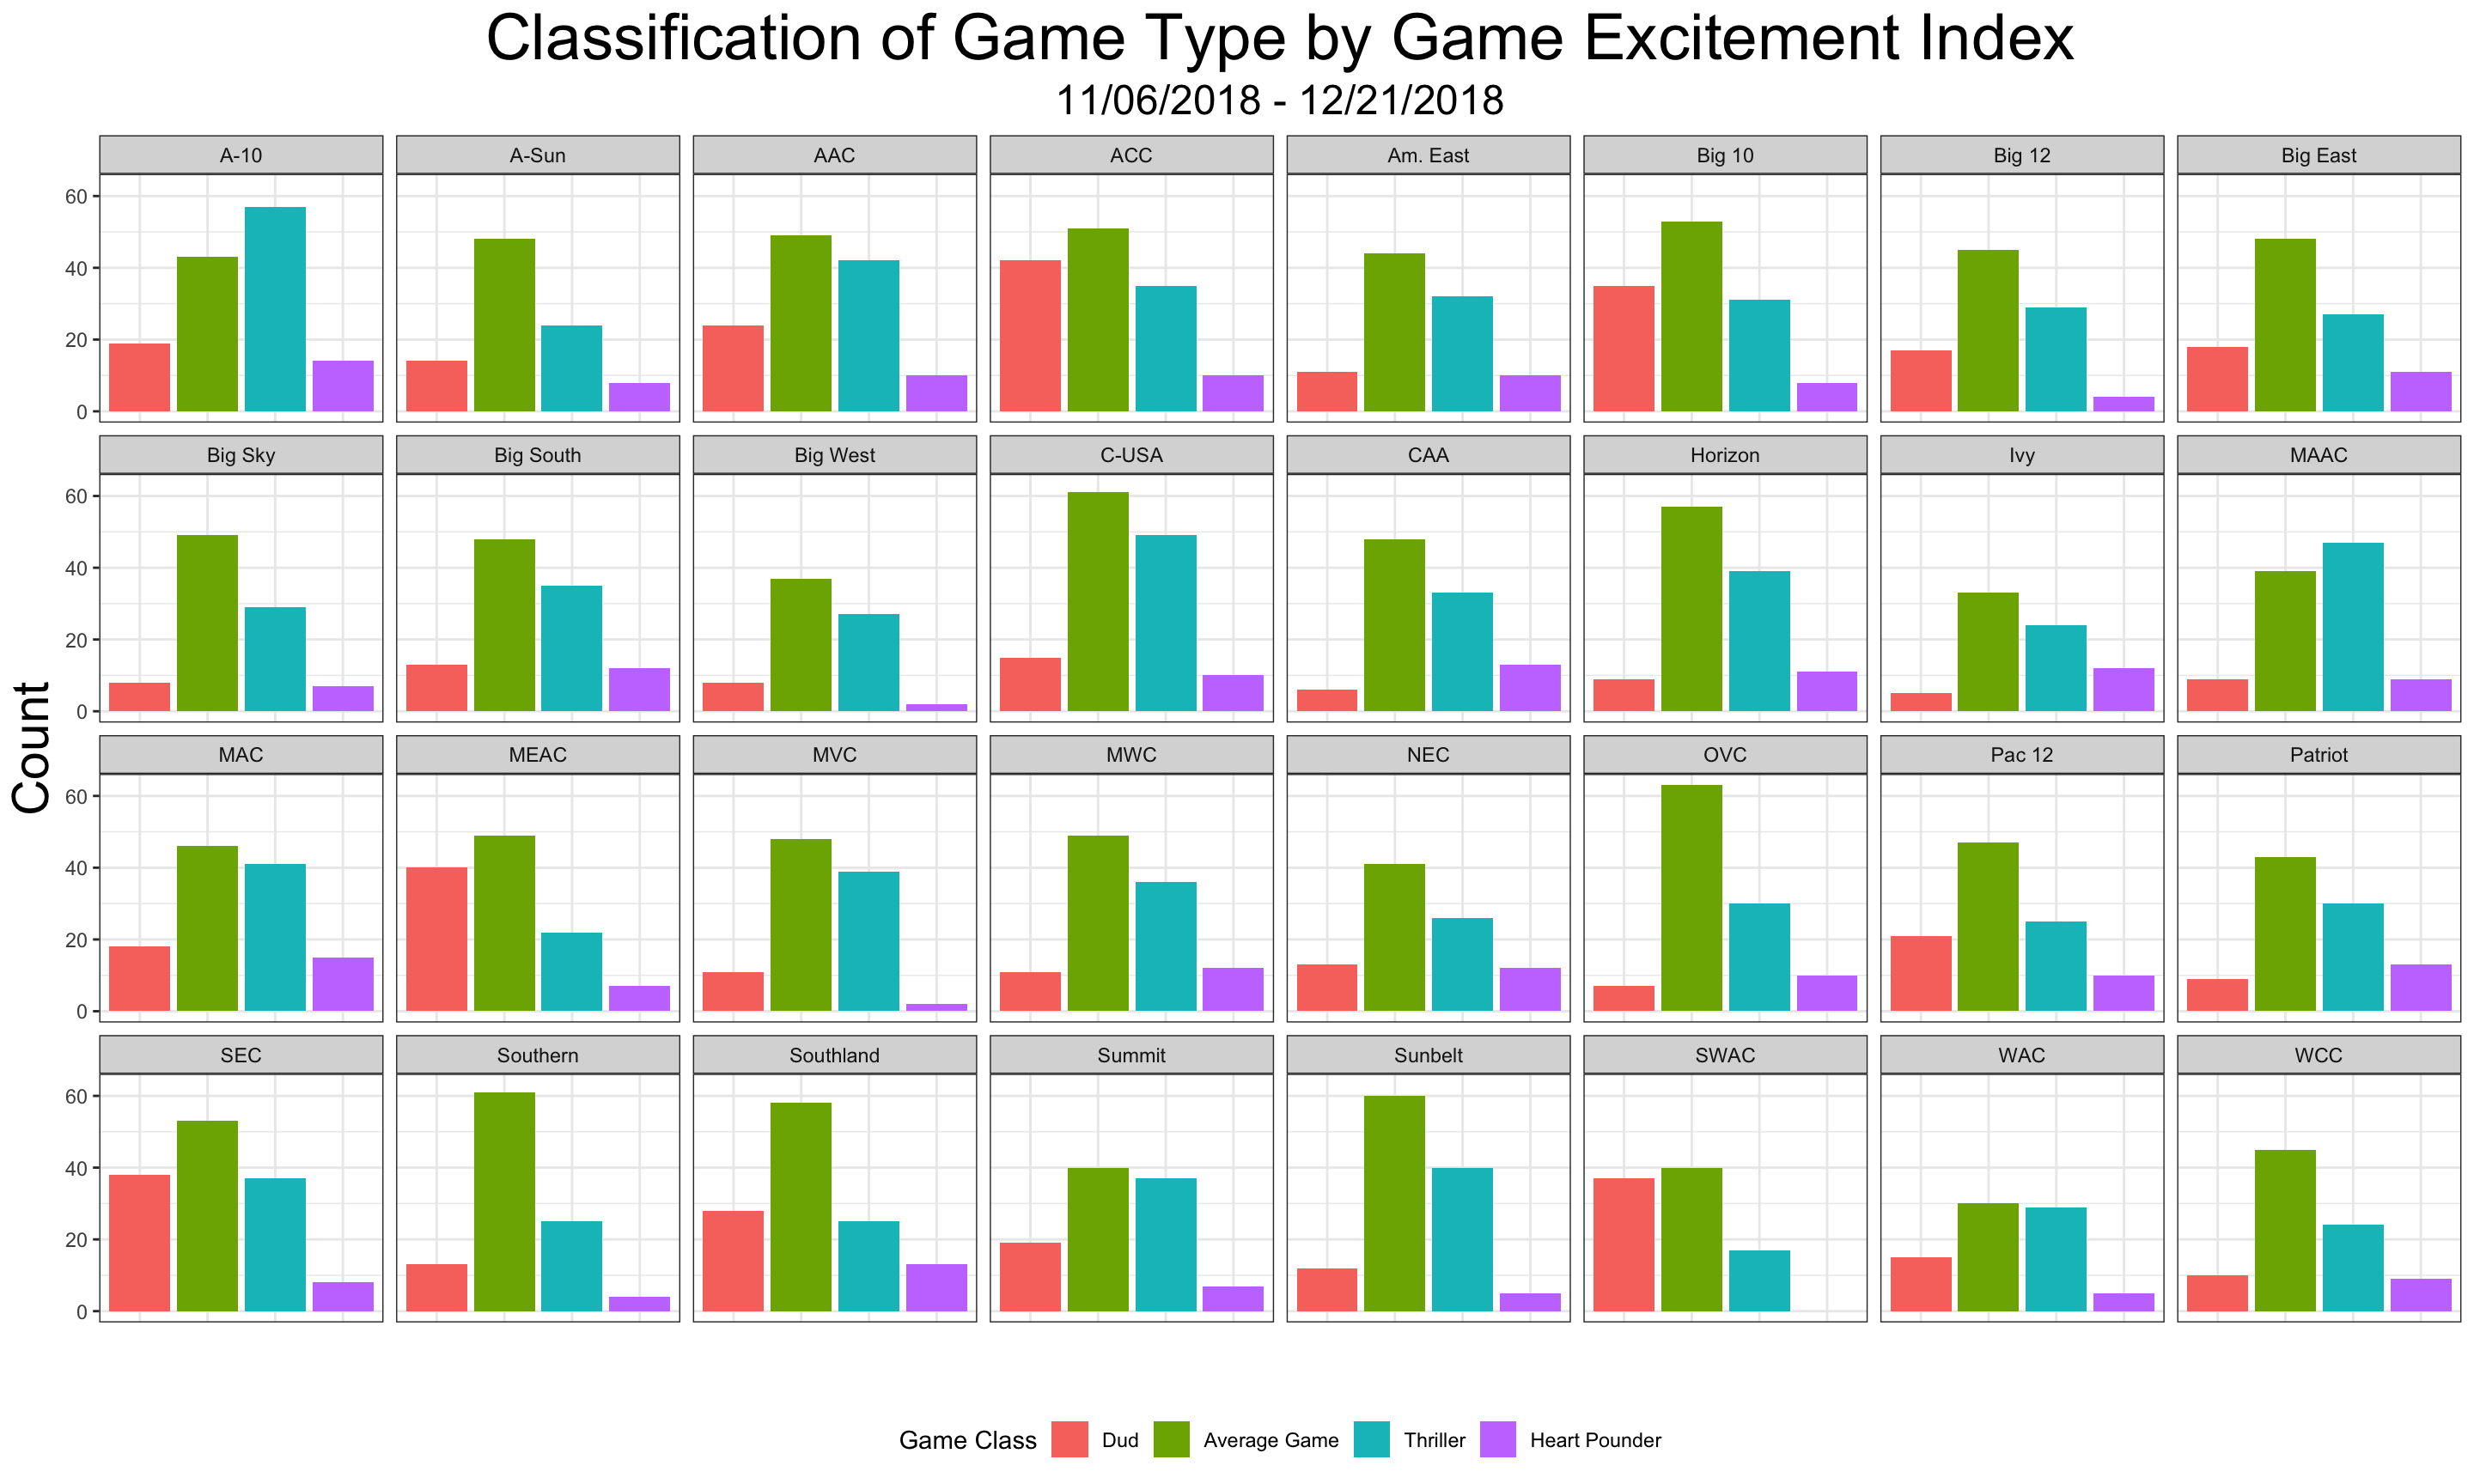 Classification of Game Type by Game Excitement Index
11/06/2018 - 12/21/2018
A-10 A-Sun AAC ACC Am. East Big 10 Big 12 Big East
60
40
20
0
Big Sky Big South Big West C-USA CAA Horizon Ivy MAAC
60
40
20
0
Count
MAC MEAC MVC MWC NEC OVC Pac 12 Patriot
60
40
20
0
SEC Southern Southland Summit Sunbelt SWAC WAC WCC
60
40
20
0
Game Class Dud Average Game Thriller Heart Pounder